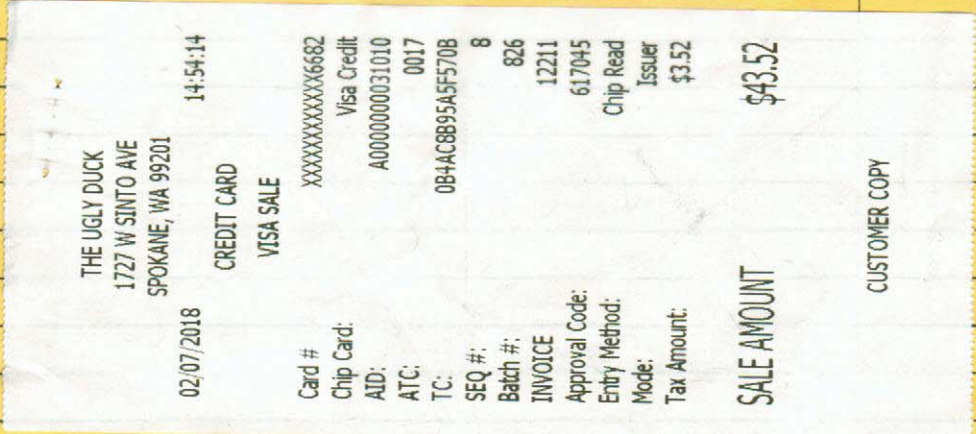 THE UGLY DUCK
1727 W SINTO AVE
SPOKANE, WA 99201
02/07/2018 14:54:14
CREDIT CARD
VISA SALE
Card # XXXXXXXXXXXX6682
Chip Card: Visa Credit
AID: A0000000031010
ATC: 0017
TC: 0B4AC8B95A5F570B
SEQ #: 8
Batch #: 826
INVOICE 12211
Approval Code: 617045
Entry Method: Chip Read
Mode: Issuer
Tax Amount: $3.52
SALE AMOUNT $43.52
CUSTOMER COPY